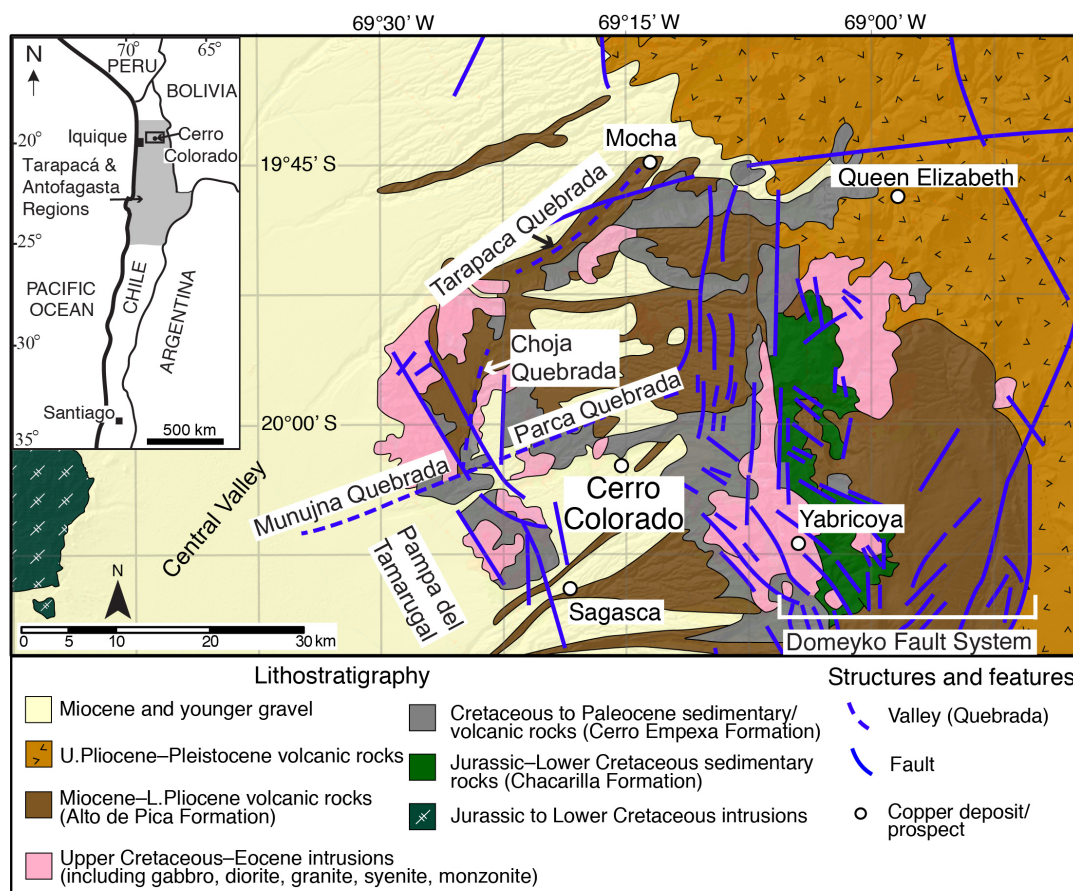 69°30' W
69°15' W
69°00' W
N
70°
65°
PERU
BOLIVIA
Iquique
Cerro
Colorado
20°
Tarapacá &
Antofagasta
Regions
25°
PACIFIC
OCEAN
CHILE
ARGENTINA
30°
Santiago
35°
500 km
19°45' S
20°00' S
Mocha
Queen Elizabeth
Tarapaca Quebrada
Choja
Quebrada
Parca Quebrada
Munujna Quebrada
Cerro
Colorado
Central Valley
Yabricoya
Pampa del
Tamarugal
Sagasca
Domeyko Fault System
N
0 5 10 20 30 km
Lithostratigraphy
Miocene and younger gravel
U.Pliocene–Pleistocene volcanic rocks
Miocene–L.Pliocene volcanic rocks
(Alto de Pica Formation)
Upper Cretaceous–Eocene intrusions
(including gabbro, diorite, granite, syenite, monzonite)
Cretaceous to Paleocene sedimentary/
volcanic rocks (Cerro Empexa Formation)
Jurassic–Lower Cretaceous sedimentary
rocks (Chacarilla Formation)
Jurassic to Lower Cretaceous intrusions
Structures and features
Valley (Quebrada)
Fault
Copper deposit/
prospect